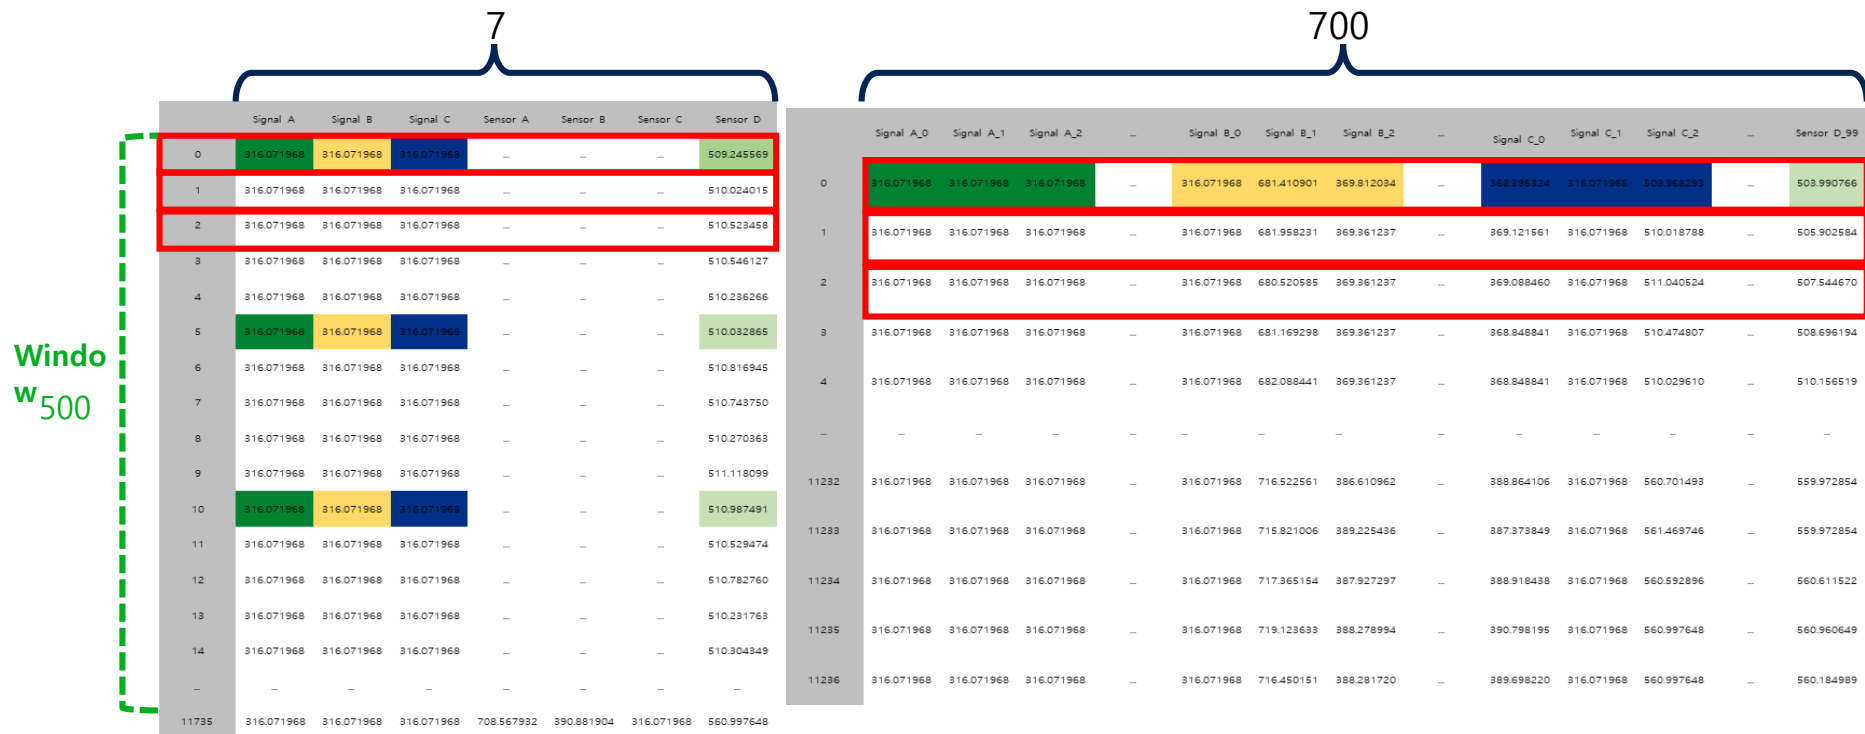 7
700
Signal A Signal B Signal C Sensor A Sensor B Sensor C Sensor D
0 316.071968 316.071968 316.071968 ... ... ... 509.245569
1 316.071968 316.071968 316.071968 ... ... ... 510.024015
2 316.071968 316.071968 316.071968 ... ... ... 510.523458
3 316.071968 316.071968 316.071968 ... ... ... 510.546127
4 316.071968 316.071968 316.071968 ... ... ... 510.236266
5 316.071968 316.071968 316.071968 ... ... ... 510.032865
6 316.071968 316.071968 316.071968 ... ... ... 510.816945
7 316.071968 316.071968 316.071968 ... ... ... 510.743750
8 316.071968 316.071968 316.071968 ... ... ... 510.270363
9 316.071968 316.071968 316.071968 ... ... ... 511.118099
10 316.071968 316.071968 316.071968 ... ... ... 510.987491
11 316.071968 316.071968 316.071968 ... ... ... 510.529474
12 316.071968 316.071968 316.071968 ... ... ... 510.782760
13 316.071968 316.071968 316.071968 ... ... ... 510.231763
14 316.071968 316.071968 316.071968 ... ... ... 510.304349
... ... ... ... ... ... ... ...
11735 316.071968 316.071968 316.071968 708.567932 390.881904 316.071968 560.997648
Windo
w 500
Signal A_0 Signal A_1 Signal A_2 ... Signal B_0 Signal B_1 Signal B_2 ... Signal C_0 Signal C_1 Signal C_2 ... Sensor D_99
0 316.071968 316.071968 316.071968 ... 316.071968 681.410901 369.812034 ... 368.395324 316.071968 509.968293 ... 503.990766
1 316.071968 316.071968 316.071968 ... 316.071968 681.958231 369.361237 ... 369.121561 316.071968 510.018788 ... 505.902584
2 316.071968 316.071968 316.071968 ... 316.071968 680.520585 369.361237 ... 369.088460 316.071968 511.040524 ... 507.544670
3 316.071968 316.071968 316.071968 ... 316.071968 681.169298 369.361237 ... 368.848841 316.071968 510.474807 ... 508.696194
4 316.071968 316.071968 316.071968 ... 316.071968 682.088441 369.361237 ... 368.848841 316.071968 510.029610 ... 510.156519
... ... ... ... ... ... ... ... ... ... ... ... ... ...
11232 316.071968 316.071968 316.071968 ... 316.071968 716.522561 386.610962 ... 388.864106 316.071968 560.701493 ... 559.972854
11233 316.071968 316.071968 316.071968 ... 316.071968 715.821006 389.225436 ... 387.373849 316.071968 561.469746 ... 559.972854
11234 316.071968 316.071968 316.071968 ... 316.071968 717.365154 387.927297 ... 388.918438 316.071968 560.592896 ... 560.611522
11235 316.071968 316.071968 316.071968 ... 316.071968 719.123633 388.278994 ... 390.798195 316.071968 560.997648 ... 560.960649
11236 316.071968 316.071968 316.071968 ... 316.071968 716.450151 388.281720 ... 389.698220 316.071968 560.997648 ... 560.184989